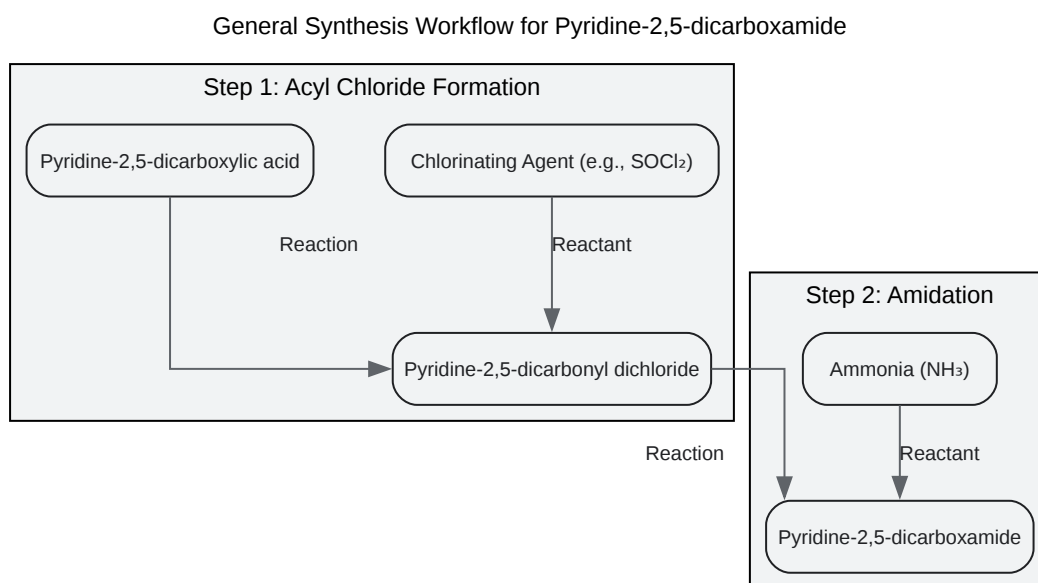 General Synthesis Workflow for Pyridine-2,5-dicarboxamide
Step 1: Acyl Chloride Formation
Pyridine-2,5-dicarboxylic acid
Chlorinating Agent (e.g., SOCl₂)
Reaction
Reactant
Pyridine-2,5-dicarbonyl dichloride
Step 2: Amidation
Ammonia (NH₃)
Reaction
Reactant
Pyridine-2,5-dicarboxamide